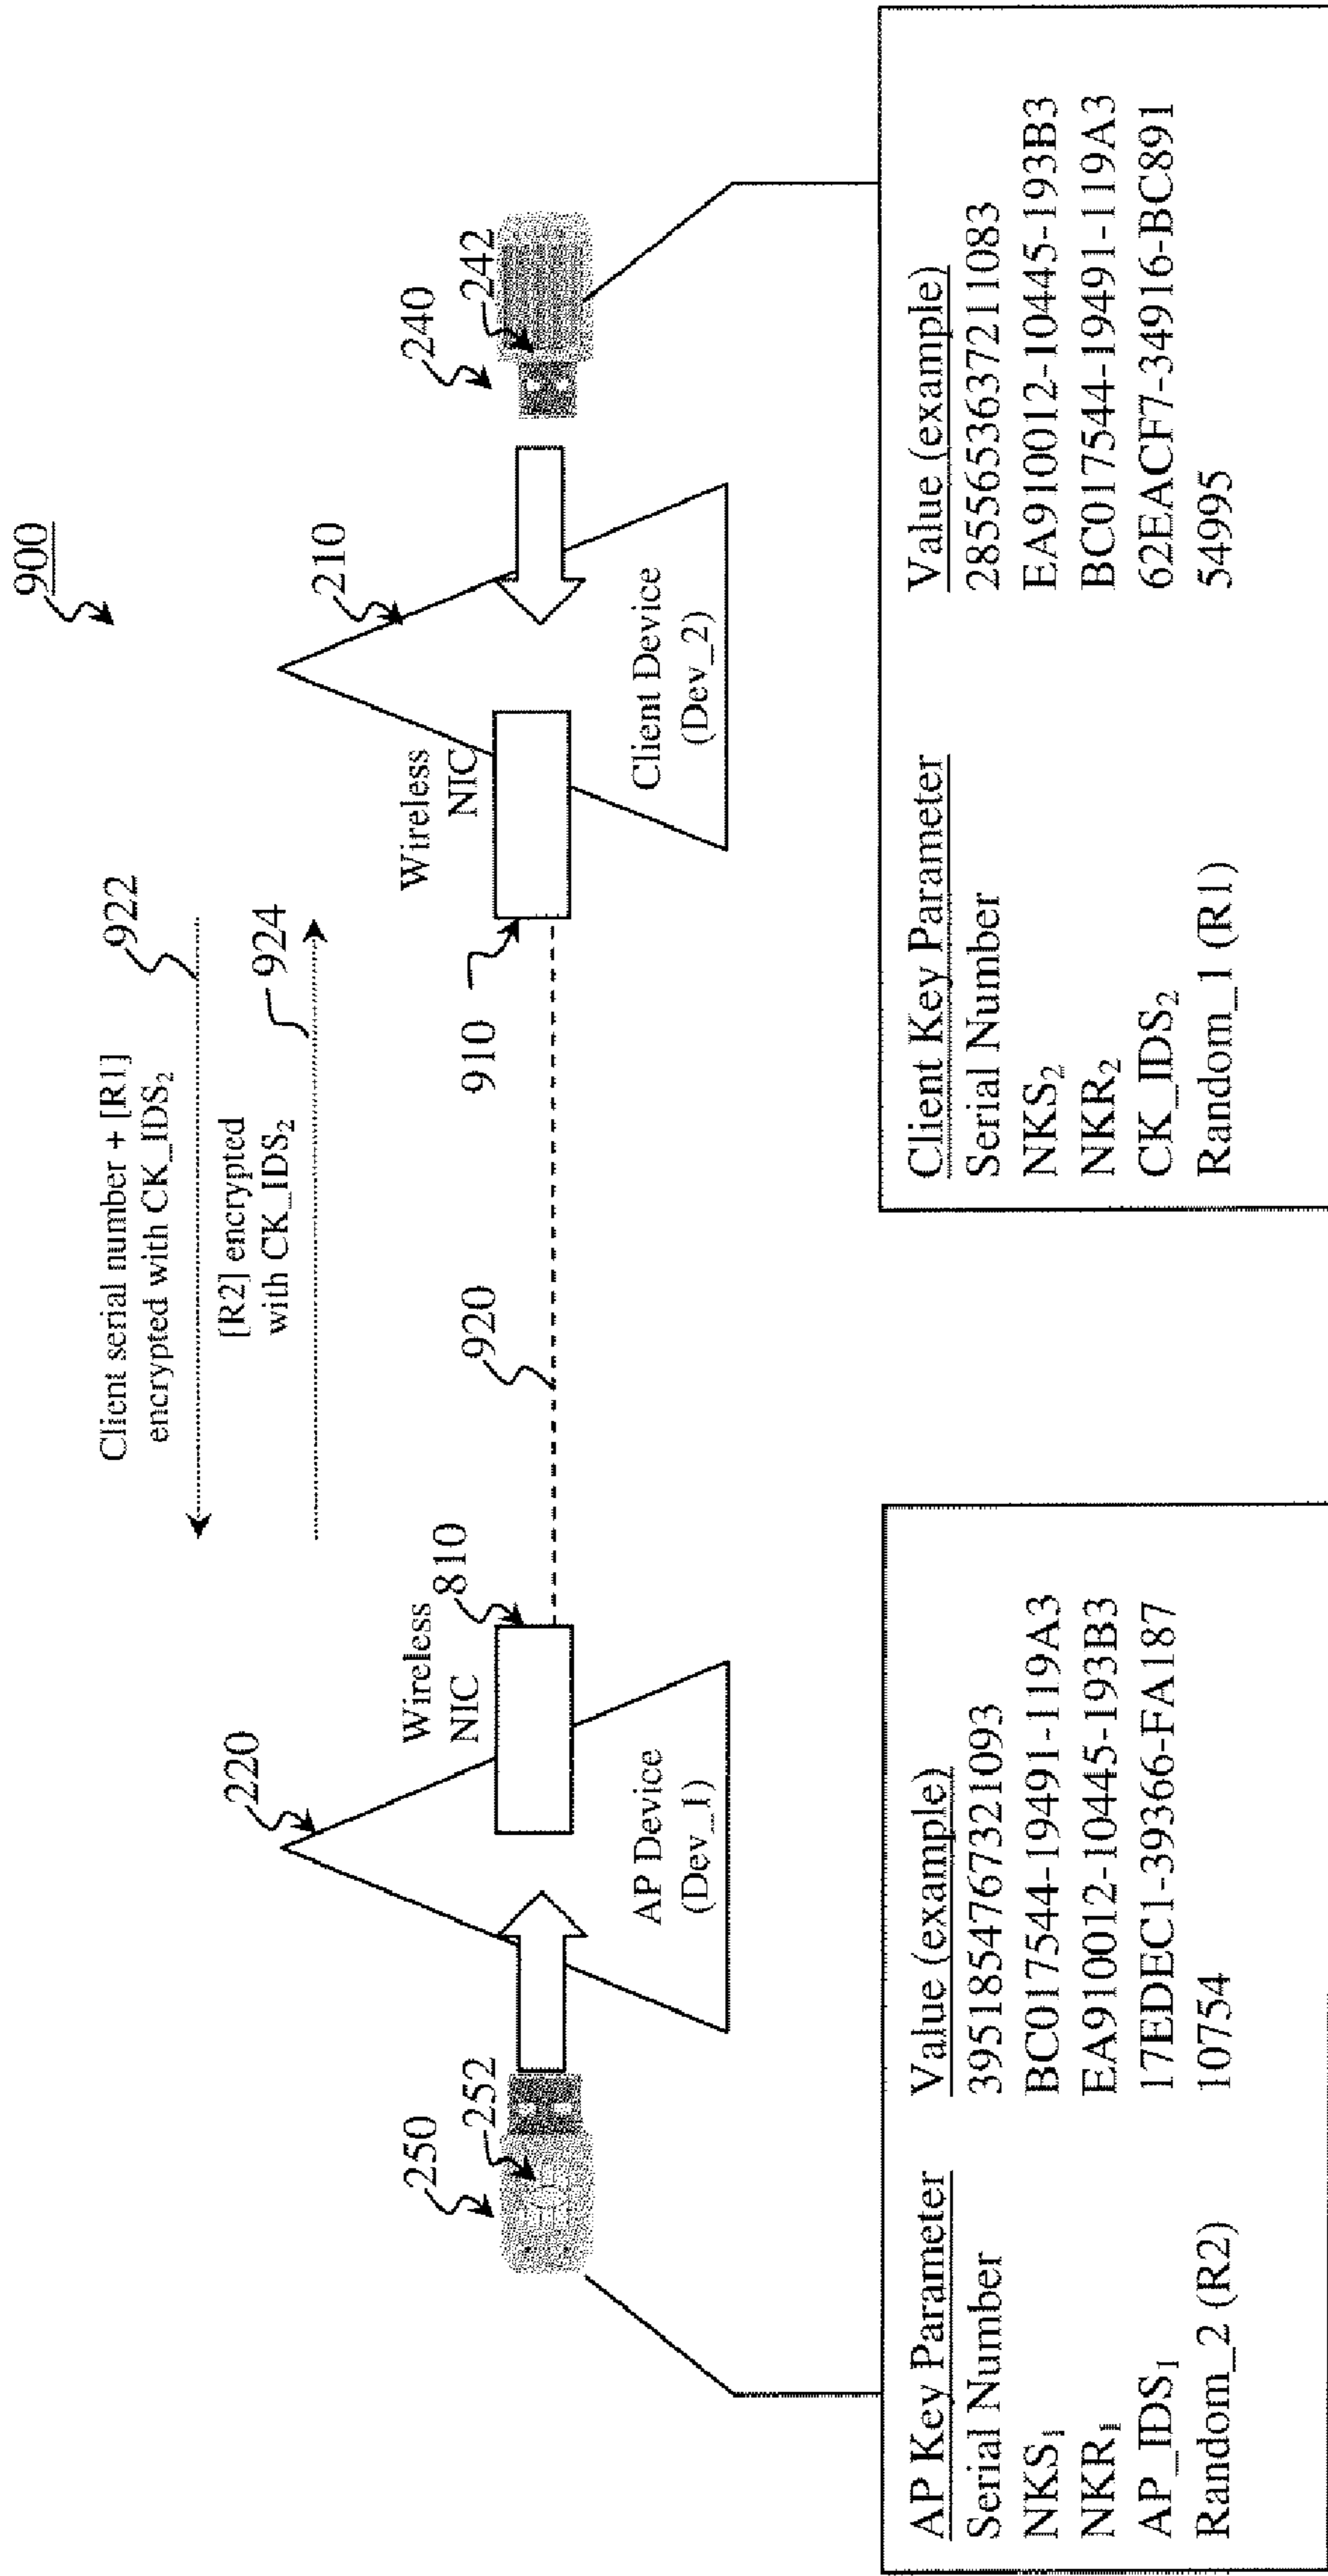 900
Client serial number + [R1]
encrypted with CK_IDS₂
922
[R2] encrypted
with CK_IDS₂
924
250
252
220
Wireless
NIC
810
AP Device
(Dev_1)
920
910
Wireless
NIC
210
Client Device
(Dev_2)
240
242
AP Key Parameter Value (example)
Serial Number 3951854767321093
NKS₁ BC017544-19491-119A3
NKR₁ EA910012-10445-193B3
AP_IDS₁ 17EDEC1-39366-FA187
Random_2 (R2) 10754
Client Key Parameter Value (example)
Serial Number 2855653637211083
NKS₂ EA910012-10445-193B3
NKR₂ BC017544-19491-119A3
CK_IDS₂ 62EACF7-34916-BC891
Random_1 (R1) 54995